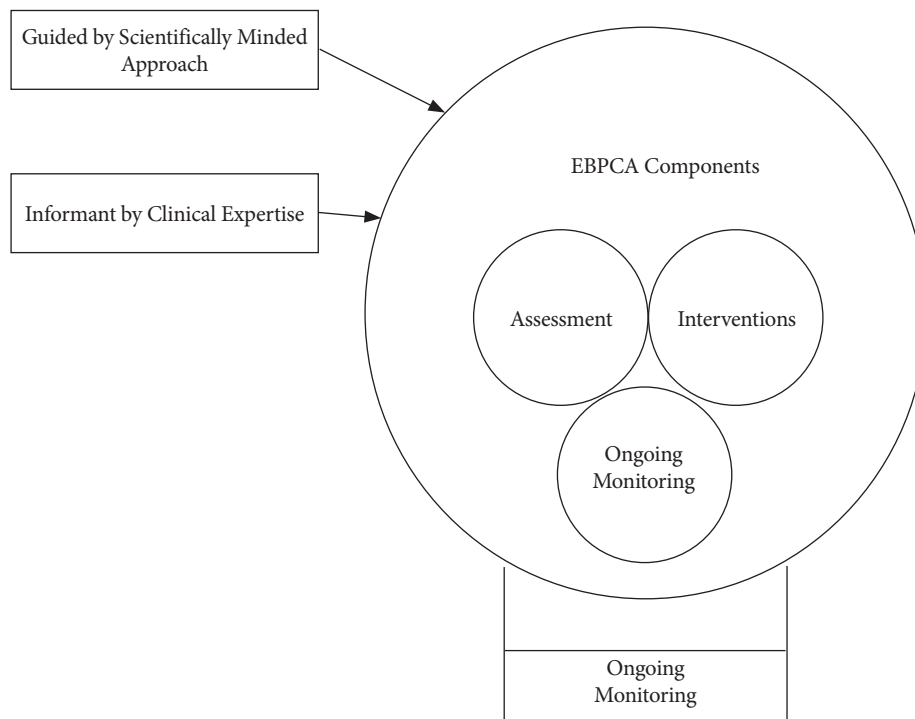 Guided by Scientifically Minded
Approach
Informant by Clinical Expertise
EBPCA Components
Assessment
Interventions
Ongoing
Monitoring
Ongoing
Monitoring